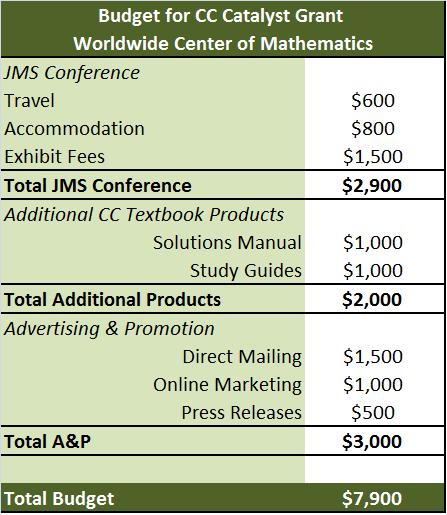 Budget for CC Catalyst Grant
Worldwide Center of Mathematics
JMS Conference
Travel $600
Accommodation $800
Exhibit Fees $1,500
Total JMS Conference $2,900
Additional CC Textbook Products
Solutions Manual $1,000
Study Guides $1,000
Total Additional Products $2,000
Advertising & Promotion
Direct Mailing $1,500
Online Marketing $1,000
Press Releases $500
Total A&P $3,000
Total Budget $7,900